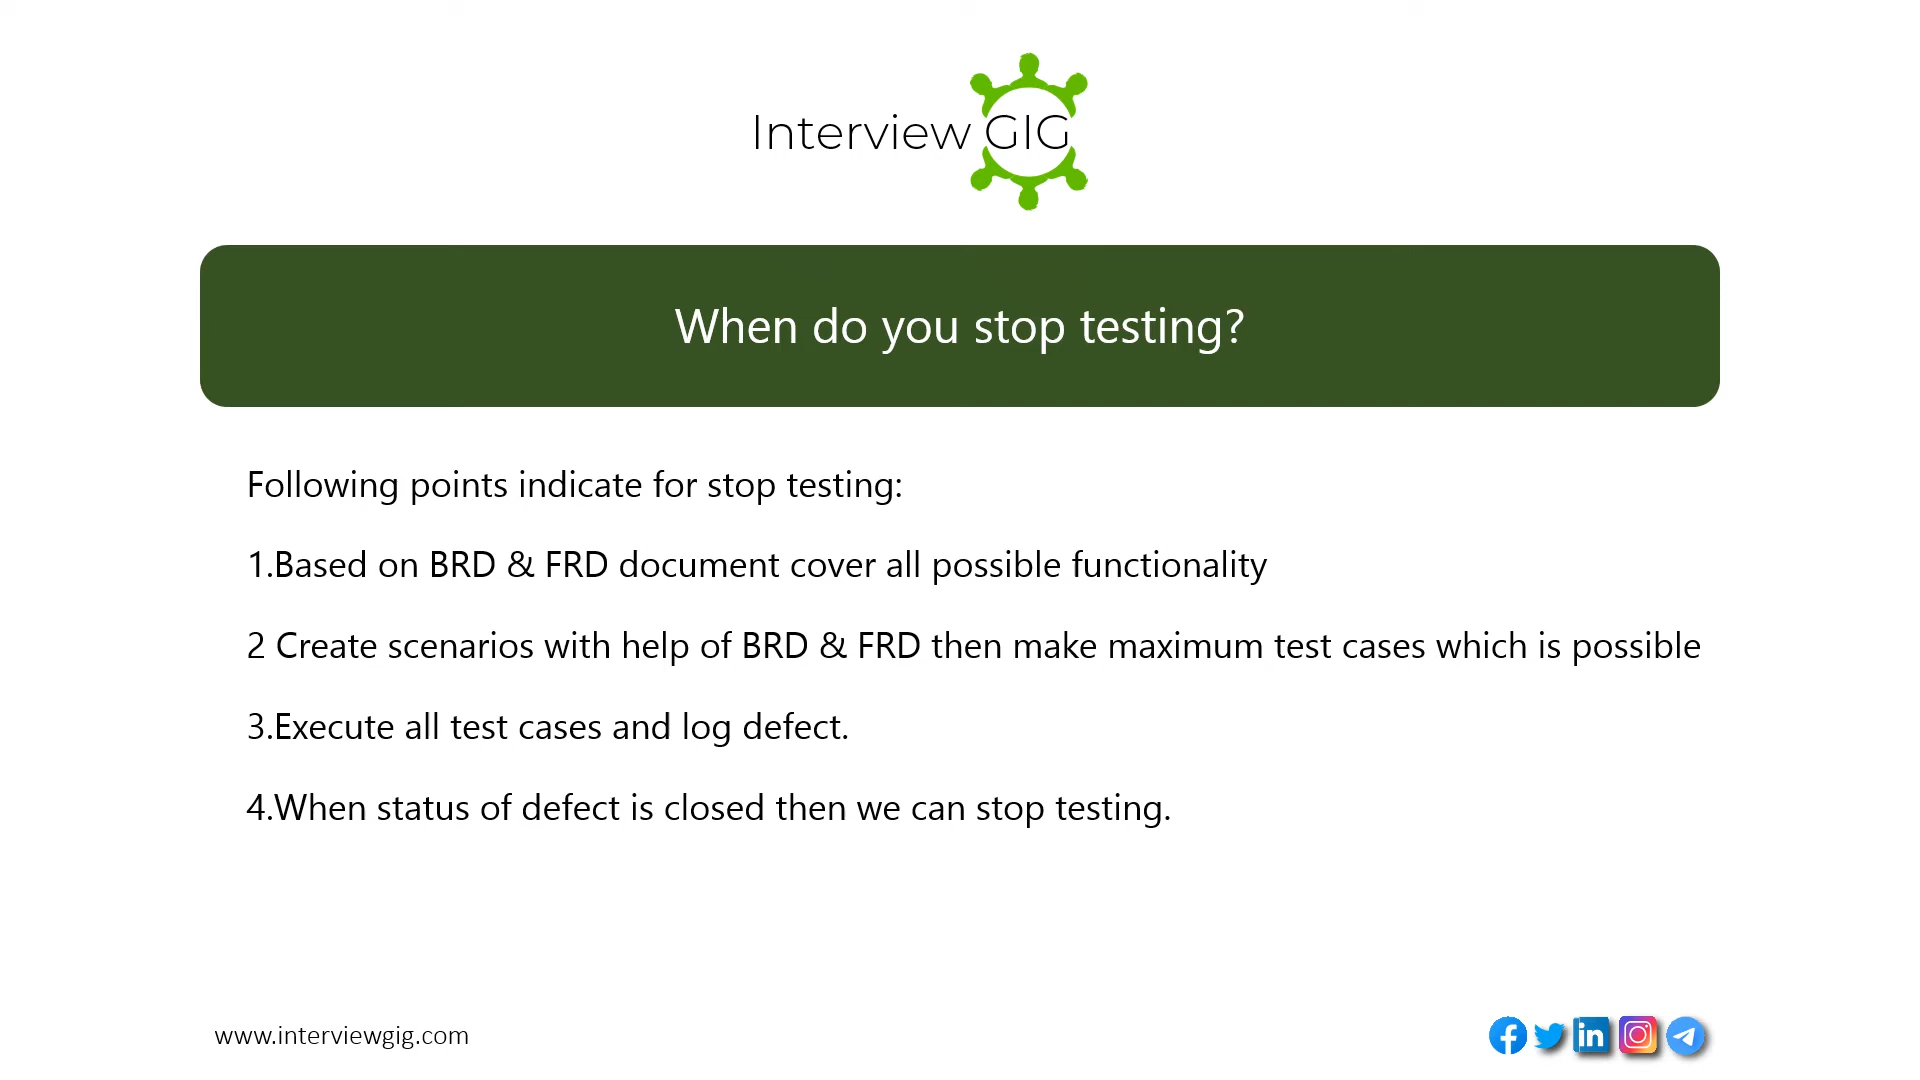 Interview GIG
When do you stop testing?
Following points indicate for stop testing:
1.Based on BRD & FRD document cover all possible functionality
2 Create scenarios with help of BRD & FRD then make maximum test cases which is possible
3.Execute all test cases and log defect.
4.When status of defect is closed then we can stop testing.
www.interviewgig.com